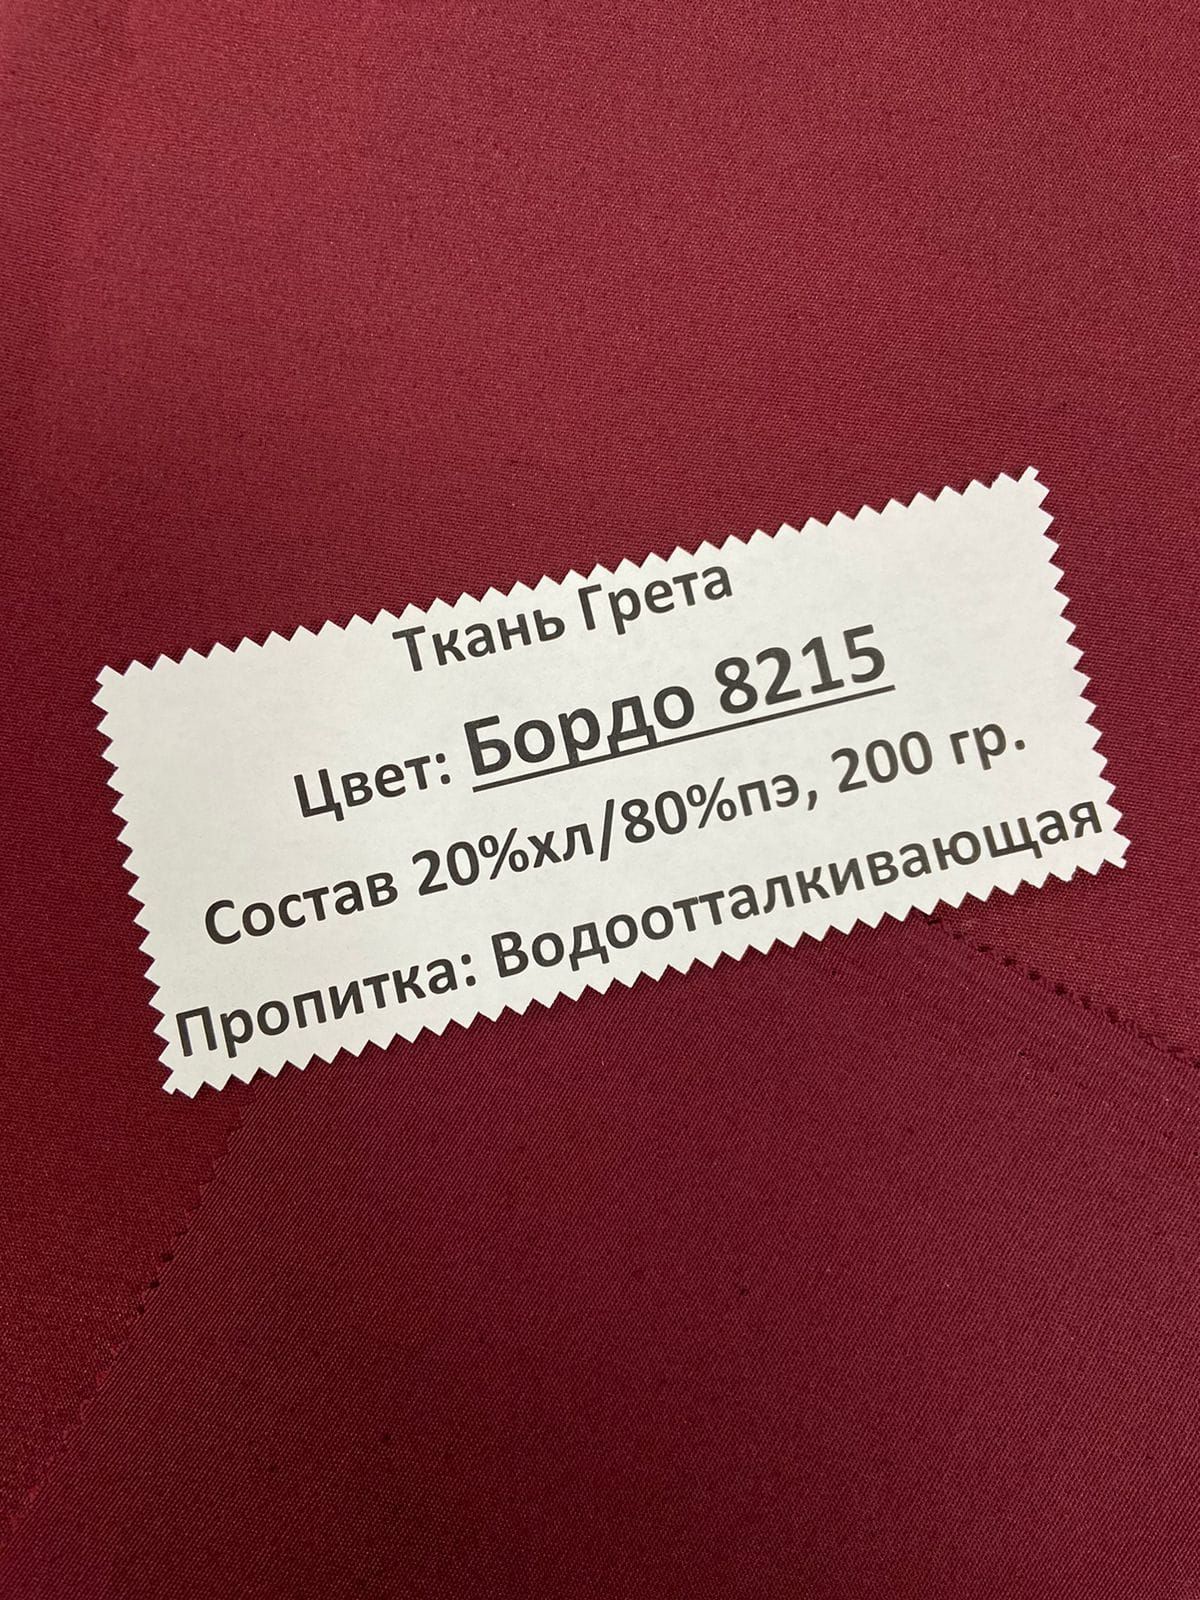 Ткань Грета
Цвет: Бордо 8215
Состав 20%хл/80%пэ, 200 гр.
Пропитка: Водоотталкивающая